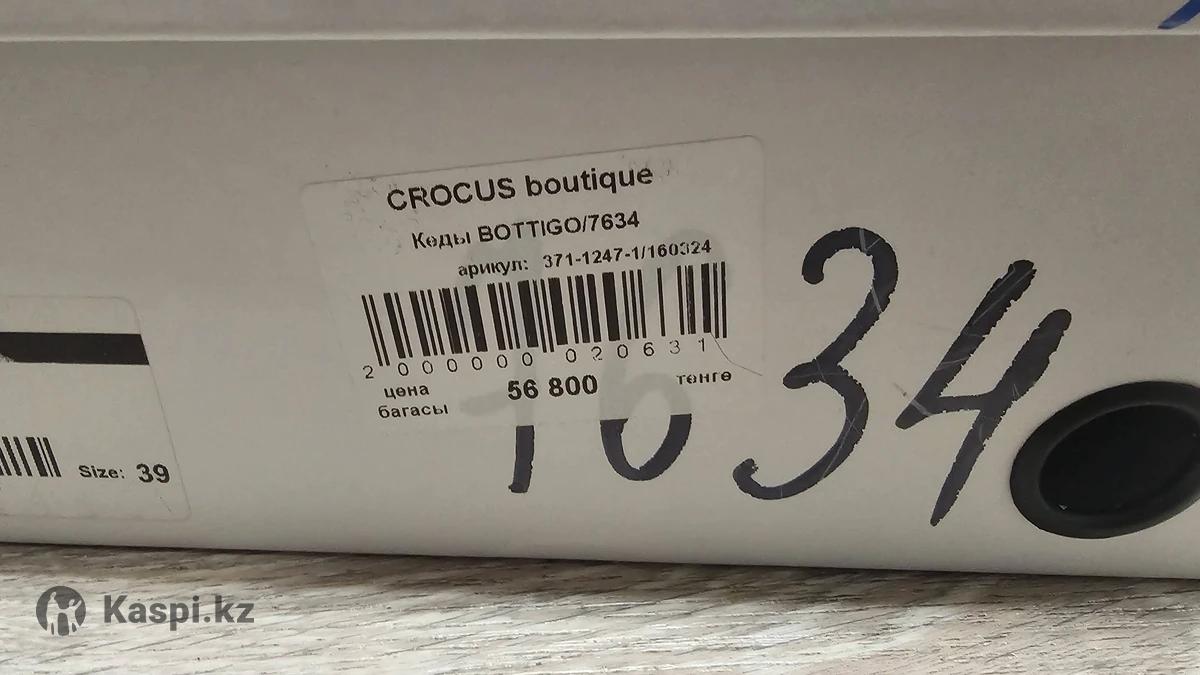 CROCUS boutique
Кеды BOTTIGO/7634
арикул: 371-1247-1/160324
2 000000 020631
цена 56 800 тенге
багасы
34
Size: 39
Kaspi.kz